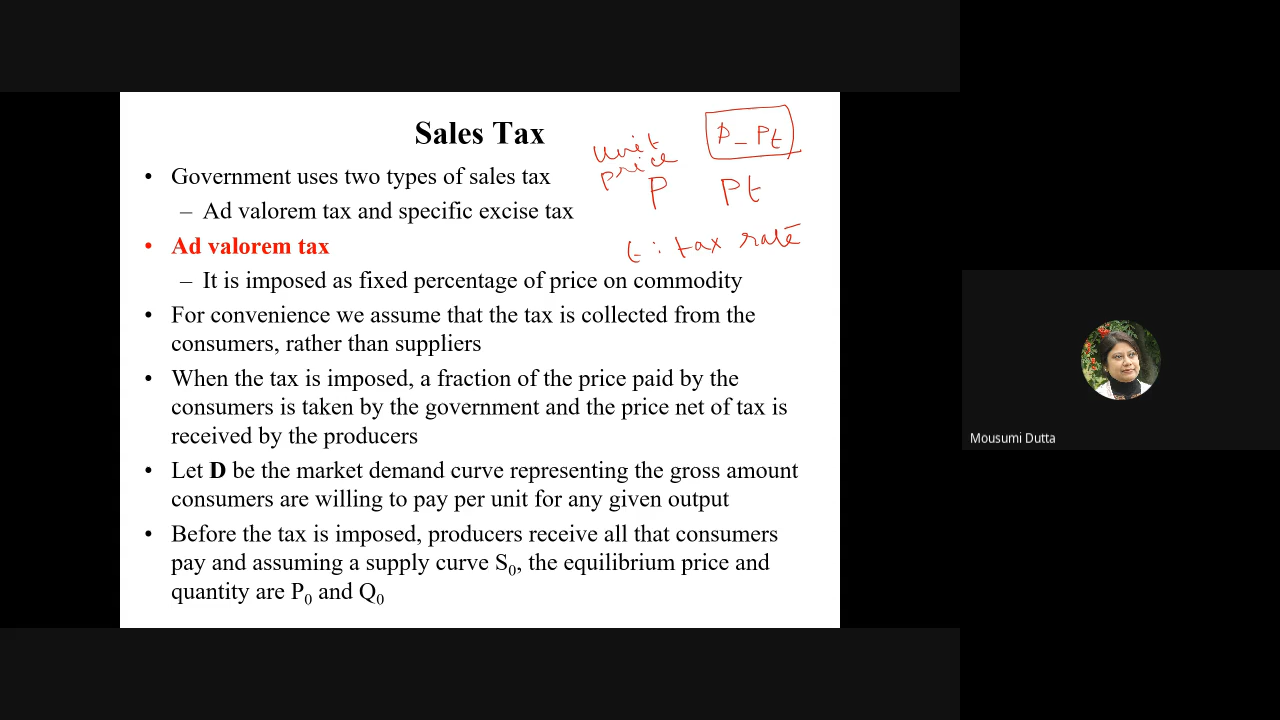 Sales Tax
unit price
P - Pt
P Pt
• Government uses two types of sales tax
– Ad valorem tax and specific excise tax
• Ad valorem tax
t : tax rate
– It is imposed as fixed percentage of price on commodity
• For convenience we assume that the tax is collected from the
consumers, rather than suppliers
• When the tax is imposed, a fraction of the price paid by the
consumers is taken by the government and the price net of tax is
received by the producers
• Let D be the market demand curve representing the gross amount
consumers are willing to pay per unit for any given output
• Before the tax is imposed, producers receive all that consumers
pay and assuming a supply curve S₀, the equilibrium price and
quantity are P₀ and Q₀
Mousumi Dutta